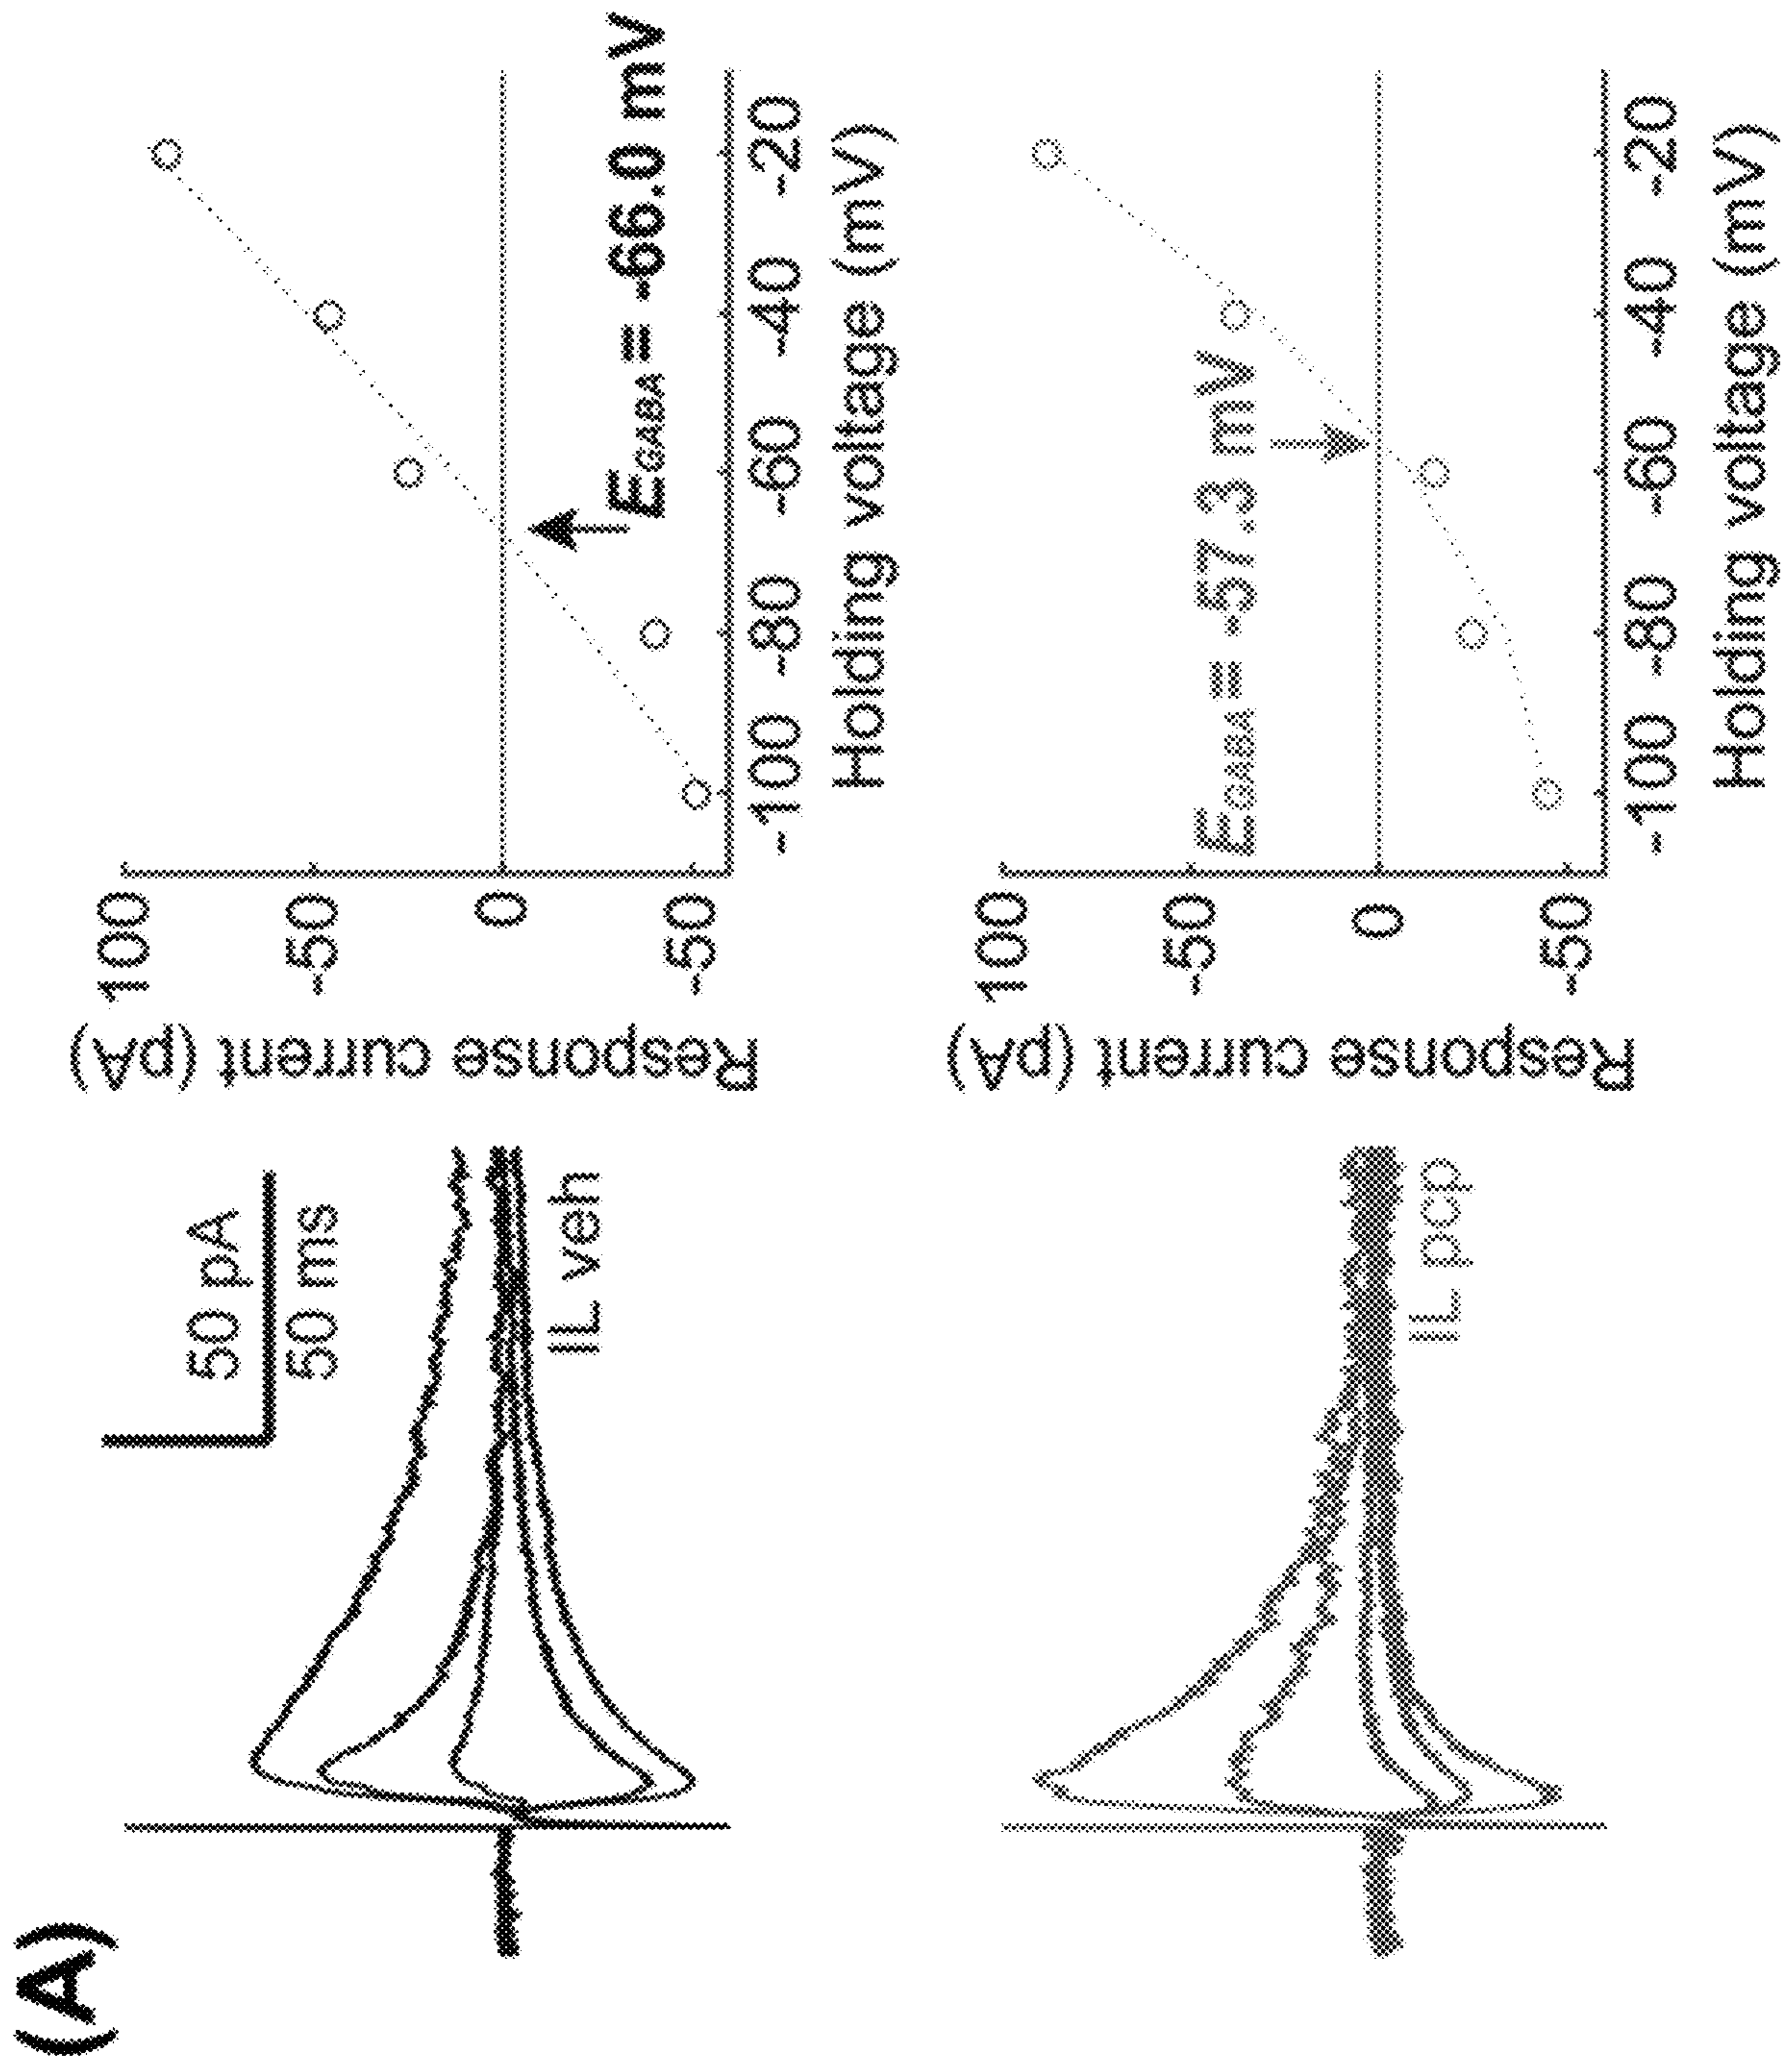 (A)
50 pA
50 ms
IL veh
Response current (pA)
100
-50
0
-50
E_GABA = -66.0 mV
-100 -80 -60 -40 -20
Holding voltage (mV)
IL pcp
Response current (pA)
100
-50
0
-50
E_GABA = -57.3 mV
-100 -80 -60 -40 -20
Holding voltage (mV)